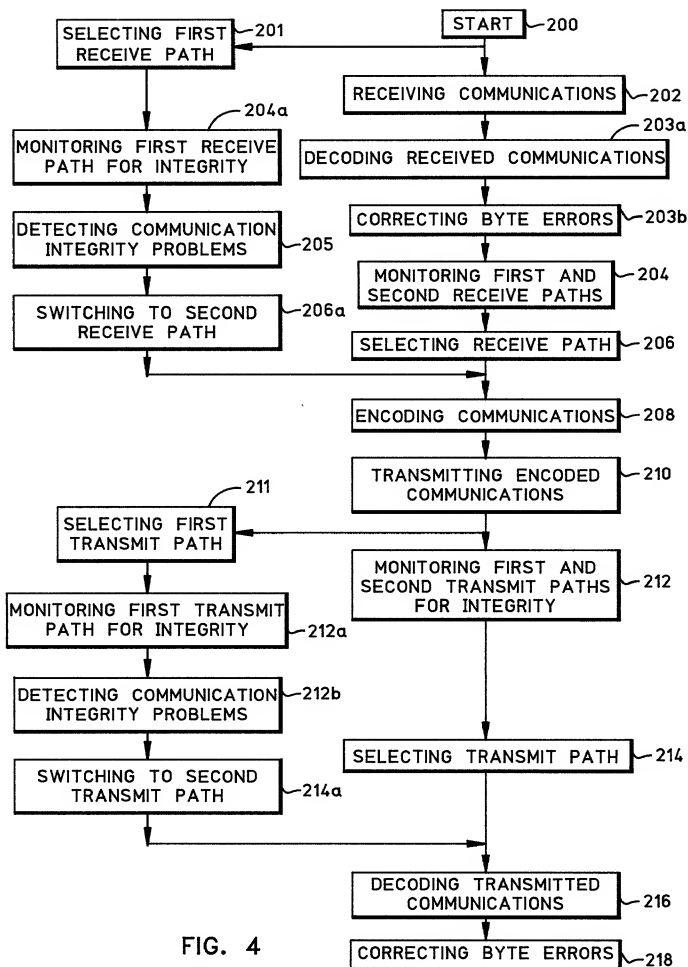 START
200
SELECTING FIRST
RECEIVE PATH
201
RECEIVING COMMUNICATIONS
202
203a
DECODING RECEIVED COMMUNICATIONS
204a
MONITORING FIRST RECEIVE
PATH FOR INTEGRITY
CORRECTING BYTE ERRORS
203b
DETECTING COMMUNICATION
INTEGRITY PROBLEMS
205
MONITORING FIRST AND
SECOND RECEIVE PATHS
204
SWITCHING TO SECOND
RECEIVE PATH
206a
SELECTING RECEIVE PATH
206
ENCODING COMMUNICATIONS
208
TRANSMITTING ENCODED
COMMUNICATIONS
210
211
SELECTING FIRST
TRANSMIT PATH
MONITORING FIRST AND
SECOND TRANSMIT PATHS
FOR INTEGRITY
212
MONITORING FIRST TRANSMIT
PATH FOR INTEGRITY
212a
DETECTING COMMUNICATION
INTEGRITY PROBLEMS
212b
SELECTING TRANSMIT PATH
214
SWITCHING TO SECOND
TRANSMIT PATH
214a
DECODING TRANSMITTED
COMMUNICATIONS
216
CORRECTING BYTE ERRORS
218
FIG. 4